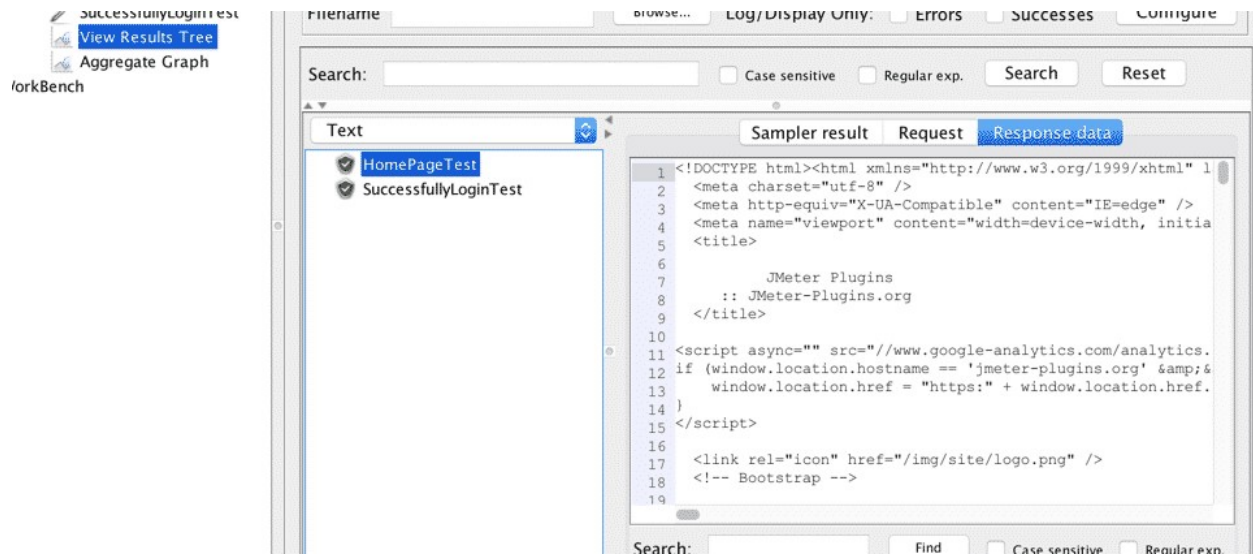 SuccessfullyLoginTest
View Results Tree
Aggregate Graph
WorkBench
Filename Browse... Log/Display Only: Errors Successes Configure
Search: Case sensitive Regular exp. Search Reset
Text
HomePageTest
SuccessfullyLoginTest
Sampler result Request Response data
1 <!DOCTYPE html><html xmlns="http://www.w3.org/1999/xhtml" l
2 <meta charset="utf-8" />
3 <meta http-equiv="X-UA-Compatible" content="IE=edge" />
4 <meta name="viewport" content="width=device-width, initia
5 <title>
6
7 JMeter Plugins
8 :: JMeter-Plugins.org
9 </title>
10
11 <script async="" src="//www.google-analytics.com/analytics.
12 if (window.location.hostname == 'jmeter-plugins.org' &amp;&
13 window.location.href = "https:" + window.location.href.
14 }
15 </script>
16
17 <link rel="icon" href="/img/site/logo.png" />
18 <!-- Bootstrap -->
19
Search: Find Case sensitive Regular exp.